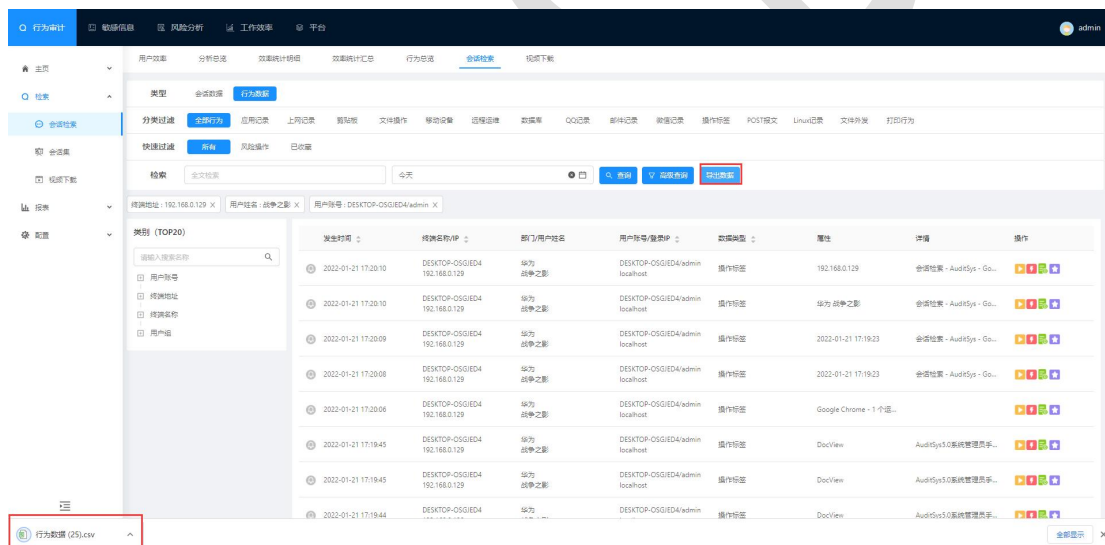 行为审计 敏感信息 风险分析 工作效率 平台 admin
主页
检索
会话检索
会话集
视频下载
报表
配置
用户效率 分析总览 效率统计明细 效率统计汇总 行为总览 会话检索 视频下载
类型 会话数据 行为数据
分类过滤 全部行为 应用记录 上网记录 剪贴板 文件操作 移动设备 远程运维 数据库 QQ记录 邮件记录 微信记录 操作标签 POST报文 Linux记录 文件外发 打印行为
快速过滤 所有 风险操作 已收藏
检索 全文检索 今天 查询 高级查询 导出数据
终端地址 : 192.168.0.129 X 用户姓名 : 战争之影 X 用户账号 : DESKTOP-OSGJED4/admin X
类别 (TOP20)
请输入搜索名称
用户账号
终端地址
终端名称
用户组
发生时间 终端名称/IP 部门/用户姓名 用户账号/登录IP 数据类型 属性 详情 操作
2022-01-21 17:20:10 DESKTOP-OSGJED4 华为 DESKTOP-OSGJED4/admin 操作标签 192.168.0.129 会话检索 - AuditSys - Go...
192.168.0.129 战争之影 localhost
2022-01-21 17:20:10 DESKTOP-OSGJED4 华为 DESKTOP-OSGJED4/admin 操作标签 华为 战争之影 会话检索 - AuditSys - Go...
192.168.0.129 战争之影 localhost
2022-01-21 17:20:09 DESKTOP-OSGJED4 华为 DESKTOP-OSGJED4/admin 操作标签 2022-01-21 17:19:23 会话检索 - AuditSys - Go...
192.168.0.129 战争之影 localhost
2022-01-21 17:20:08 DESKTOP-OSGJED4 华为 DESKTOP-OSGJED4/admin 操作标签 2022-01-21 17:19:23 会话检索 - AuditSys - Go...
192.168.0.129 战争之影 localhost
2022-01-21 17:20:06 DESKTOP-OSGJED4 华为 DESKTOP-OSGJED4/admin 操作标签 Google Chrome - 1 个运...
192.168.0.129 战争之影 localhost
2022-01-21 17:19:45 DESKTOP-OSGJED4 华为 DESKTOP-OSGJED4/admin 操作标签 DocView AuditSys5.0系统管理员手...
192.168.0.129 战争之影 localhost
2022-01-21 17:19:45 DESKTOP-OSGJED4 华为 DESKTOP-OSGJED4/admin 操作标签 DocView AuditSys5.0系统管理员手...
192.168.0.129 战争之影 localhost
2022-01-21 17:19:44 DESKTOP-OSGJED4 华为 DESKTOP-OSGJED4/admin 操作标签 DocView AuditSys5.0系统管理员手...
行为数据 (25).csv 全部显示 X